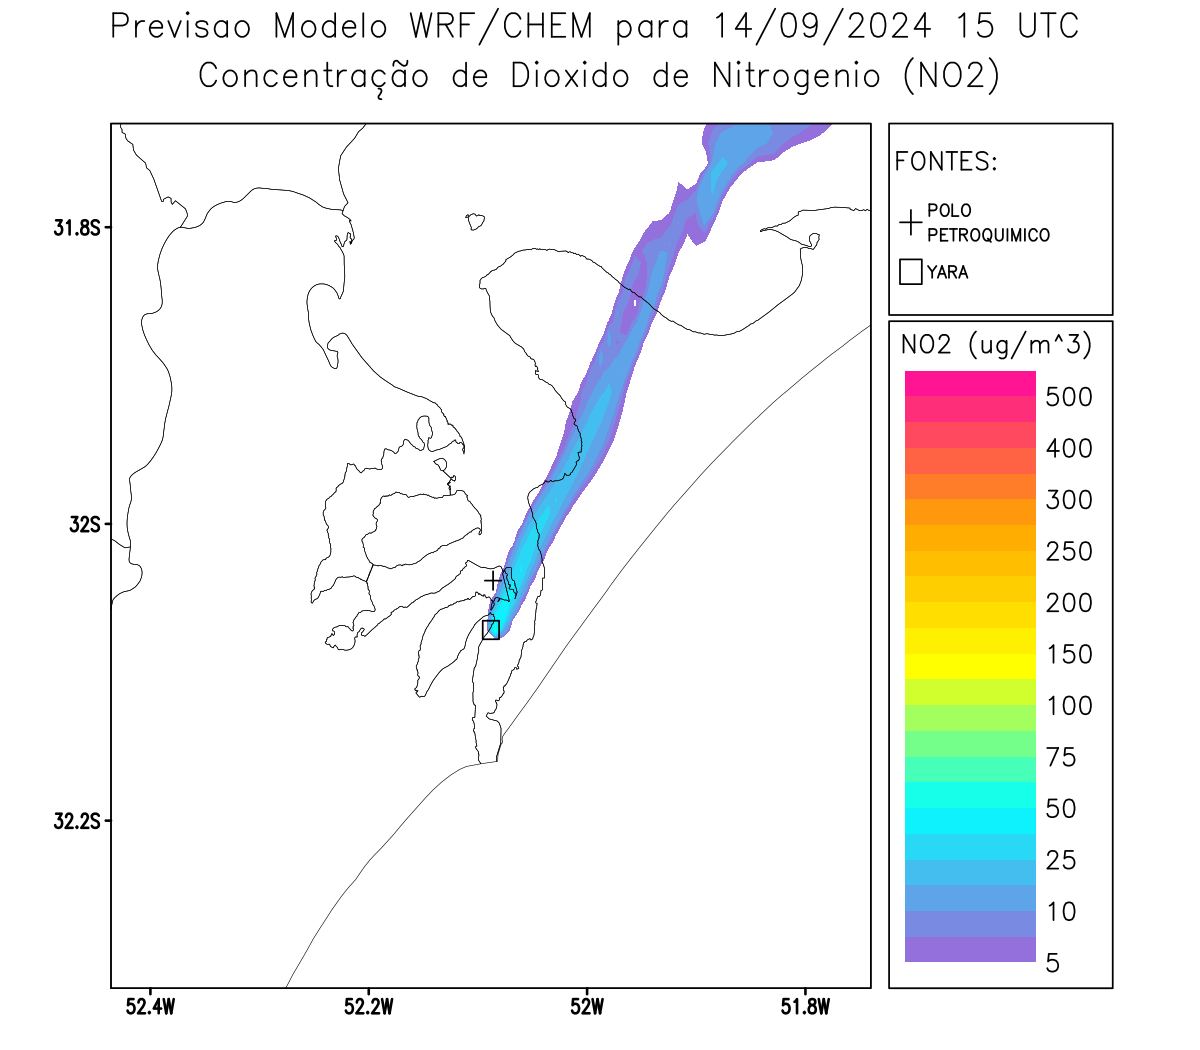 Previsao Modelo WRF/CHEM para 14/09/2024 15 UTC
Concentração de Dioxido de Nitrogenio (NO2)
FONTES:
POLO
PETROQUIMICO
YARA
31.8S
32S
32.2S
52.4W
52.2W
52W
51.8W
NO2 (ug/m^3)
500
400
300
250
200
150
100
75
50
25
10
5